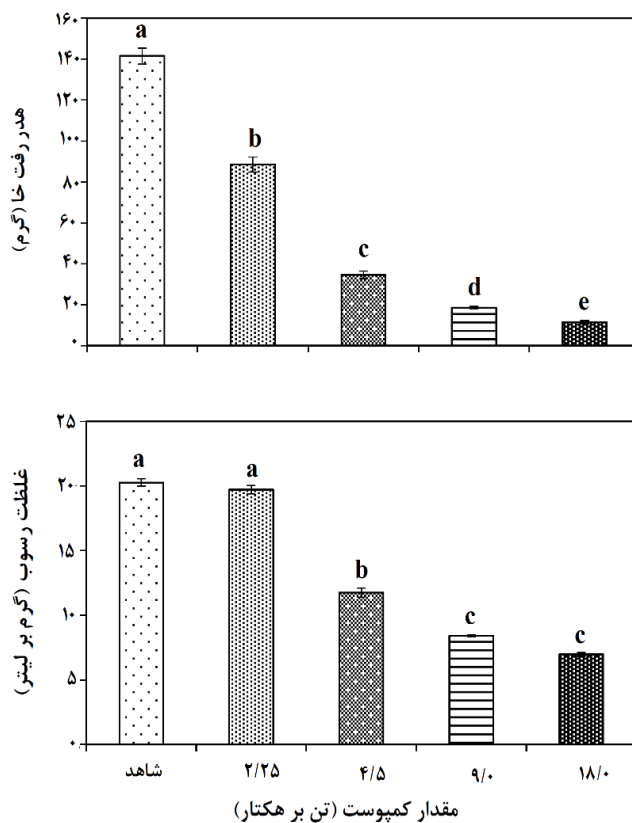 ۱۶۰
۱۴۰
۱۲۰
۱۰۰
۸۰
۶۰
۴۰
۲۰
۰
هدررفت خا (گرم)
a
b
c
d
e
۲۵
۲۰
۱۵
۱۰
۵
۰
غلظت رسوب (گرم بر لیتر)
a
a
b
c
c
شاهد
۲/۲۵
۴/۵
۹/۰
۱۸/۰
مقدار کمپوست (تن بر هکتار)